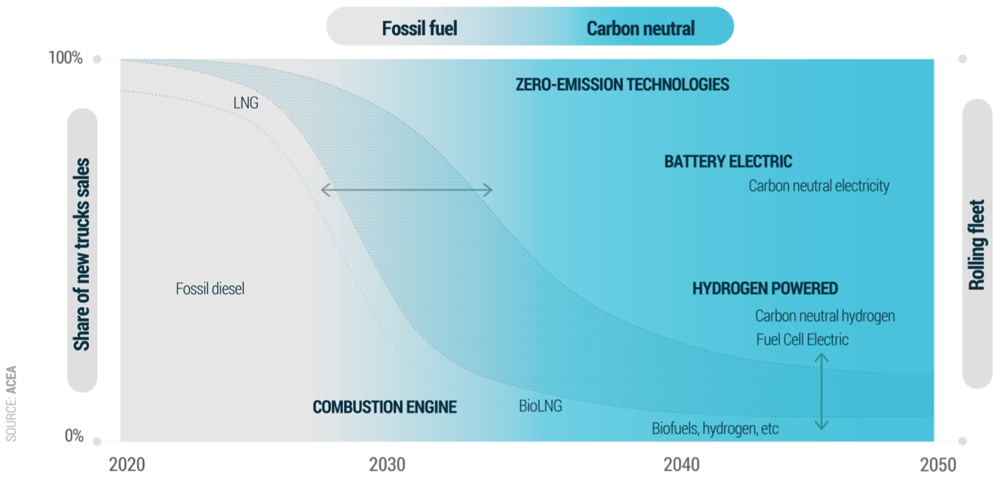 Fossil fuel
Carbon neutral
100%
ZERO-EMISSION TECHNOLOGIES
LNG
BATTERY ELECTRIC
Carbon neutral electricity
Share of new trucks sales
Rolling fleet
Fossil diesel
HYDROGEN POWERED
Carbon neutral hydrogen
Fuel Cell Electric
COMBUSTION ENGINE
BioLNG
Biofuels, hydrogen, etc
0%
2020
2030
2040
2050
SOURCE: ACEA